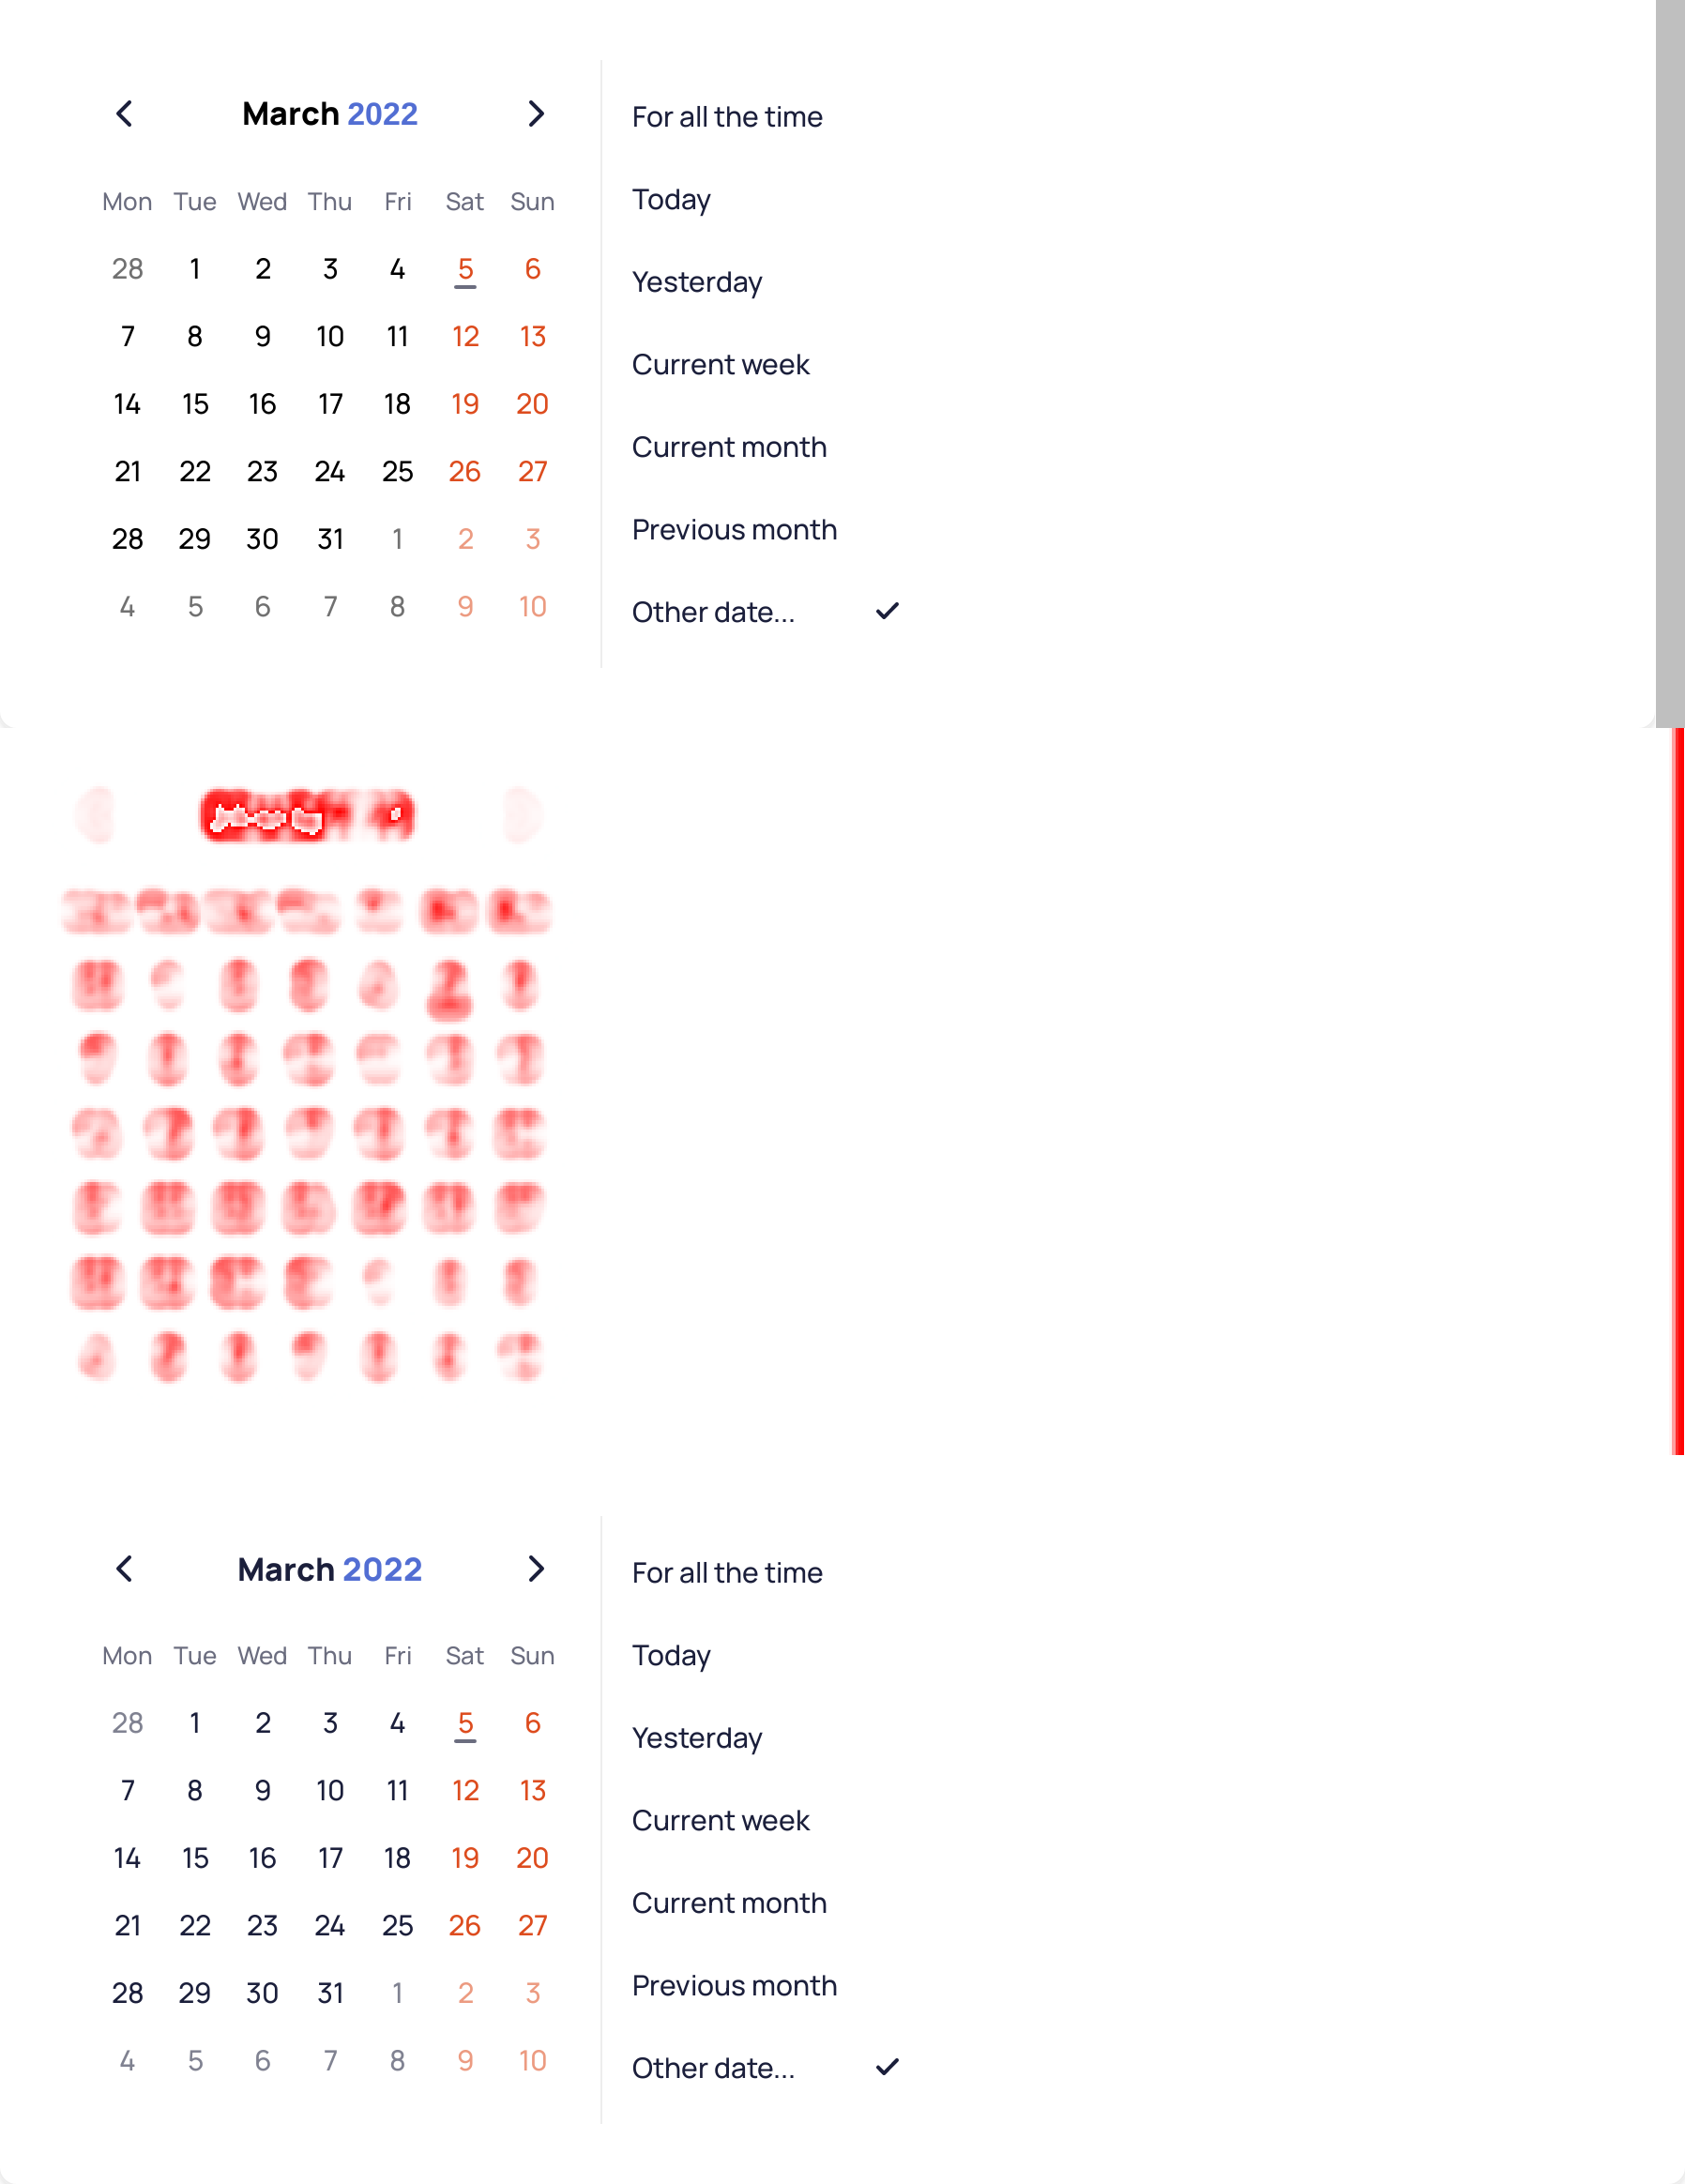 March 2022
Mon Tue Wed Thu Fri Sat Sun
28 1 2 3 4 5 6
7 8 9 10 11 12 13
14 15 16 17 18 19 20
21 22 23 24 25 26 27
28 29 30 31 1 2 3
4 5 6 7 8 9 10
For all the time
Today
Yesterday
Current week
Current month
Previous month
Other date...
March 2022
Mon Tue Wed Thu Fri Sat Sun
28 1 2 3 4 5 6
7 8 9 10 11 12 13
14 15 16 17 18 19 20
21 22 23 24 25 26 27
28 29 30 31 1 2 3
4 5 6 7 8 9 10
For all the time
Today
Yesterday
Current week
Current month
Previous month
Other date...